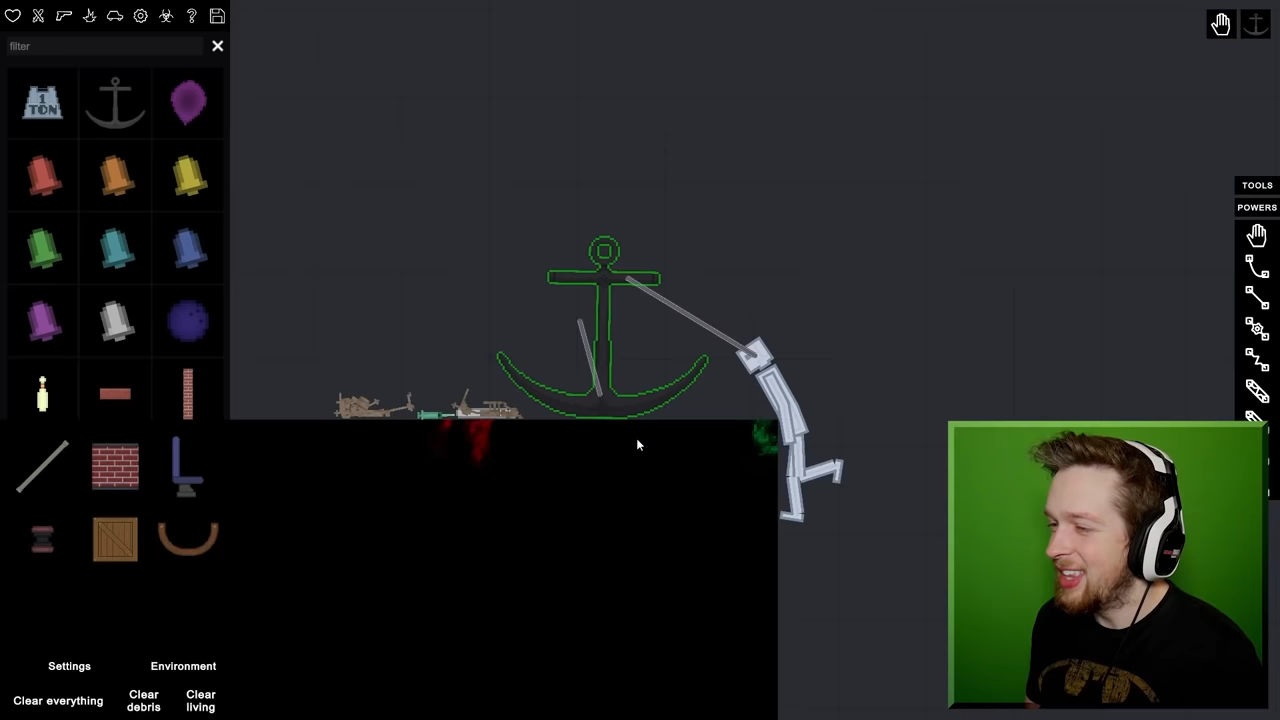 filter
1
TON
TOOLS
POWERS
Settings
Environment
Clear everything
Clear debris
Clear living